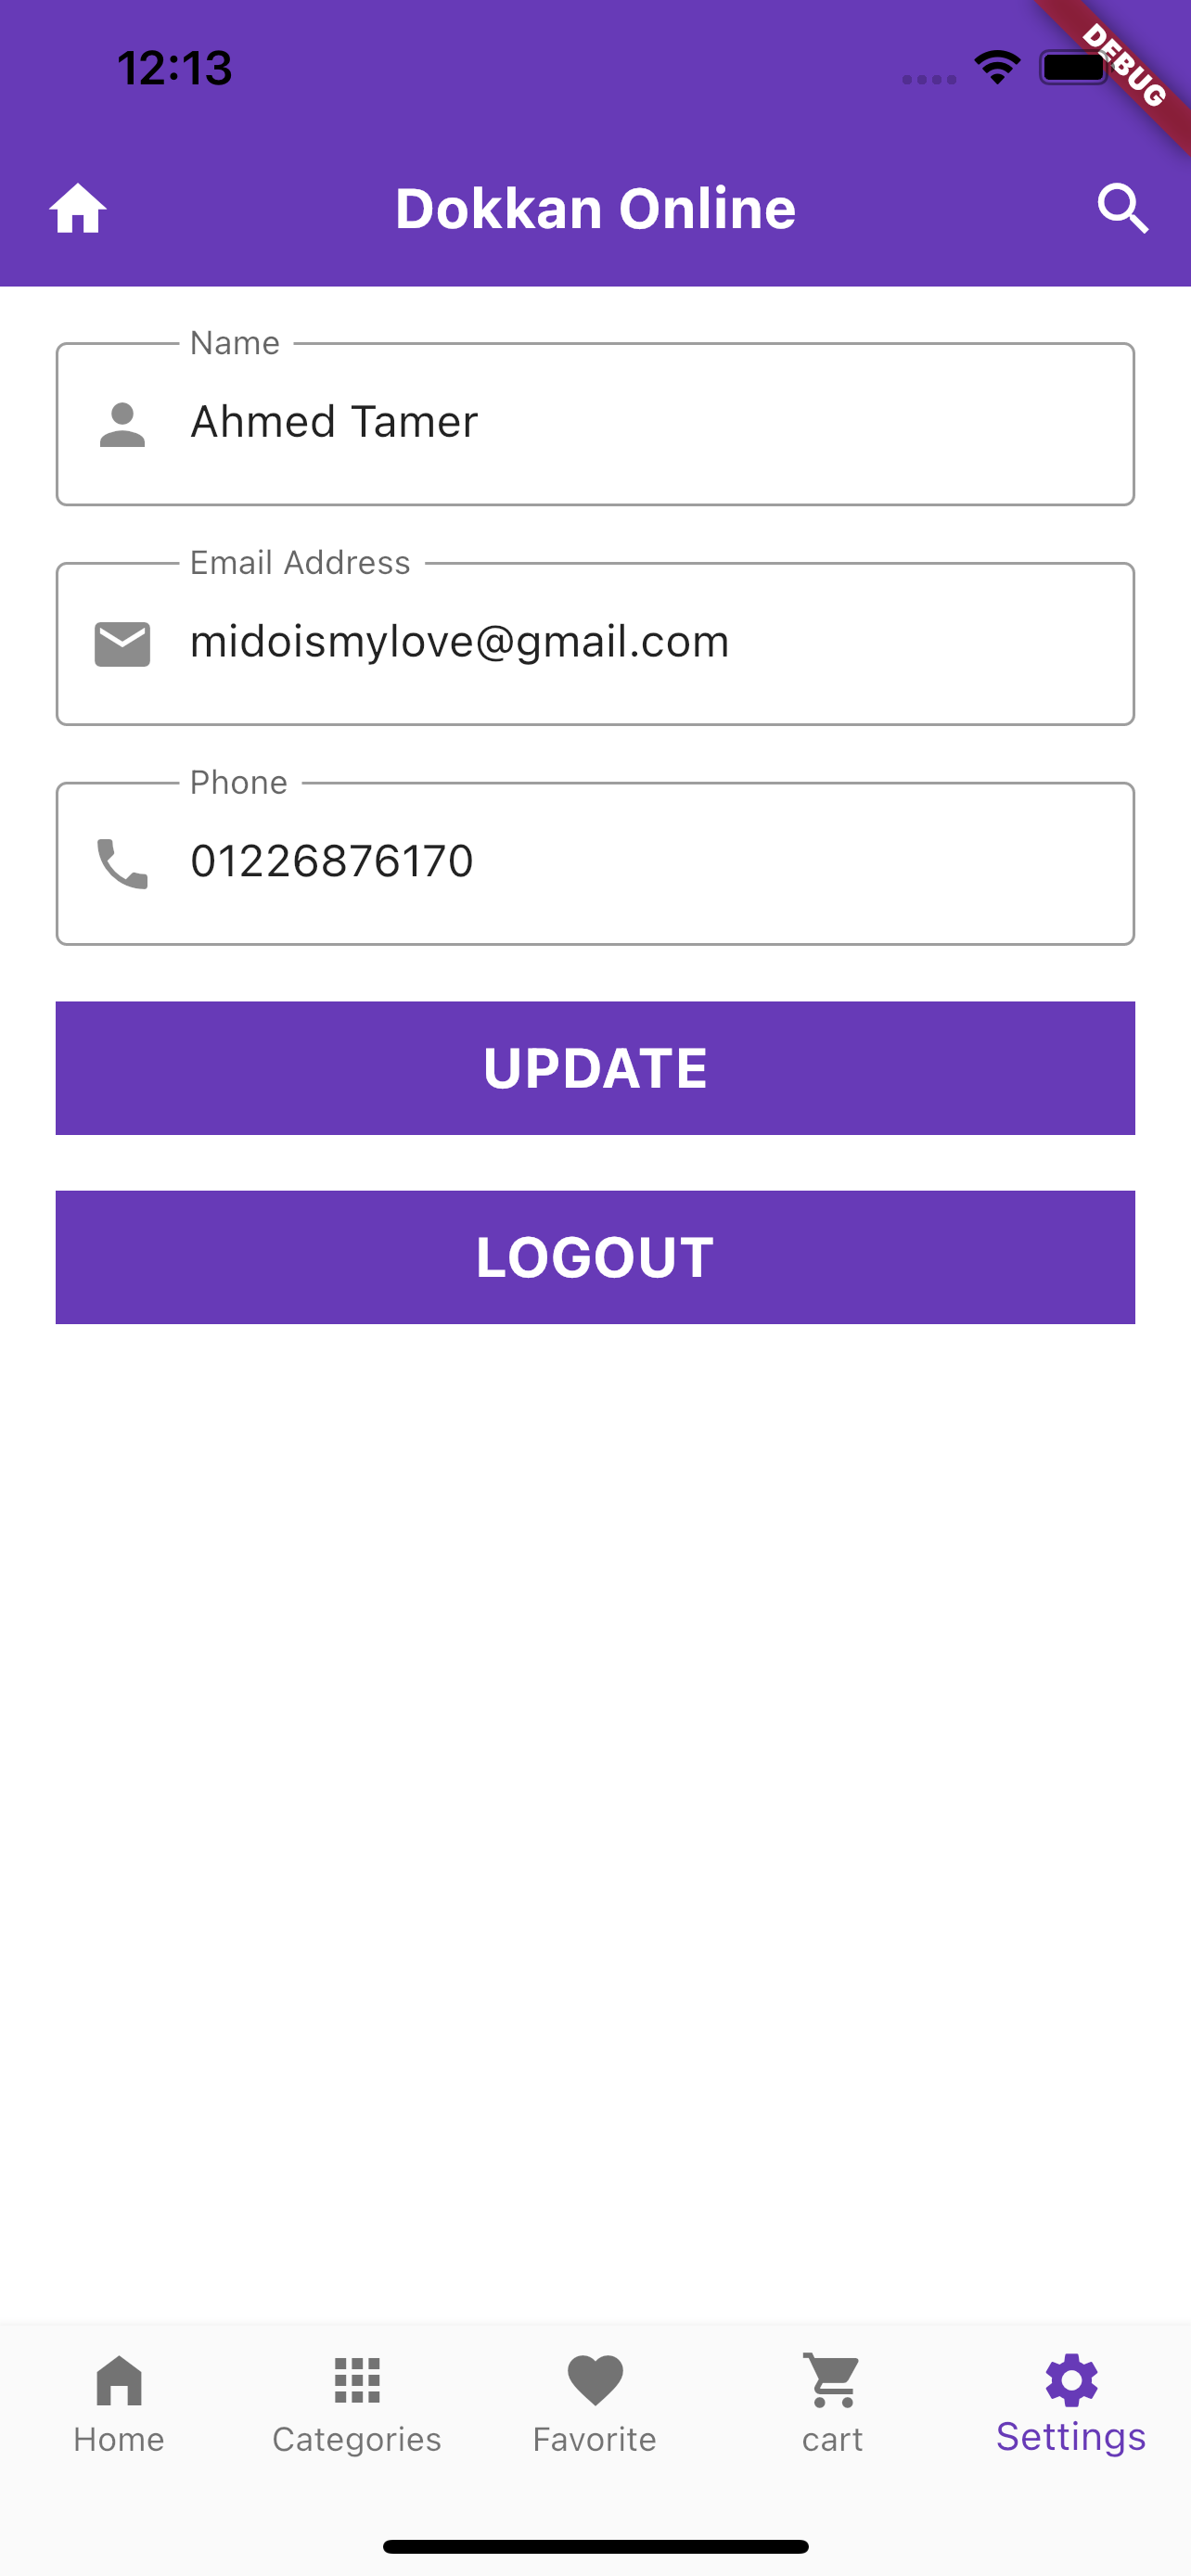 12:13
DEBUG
Dokkan Online
Name
Ahmed Tamer
Email Address
midoismylove@gmail.com
Phone
01226876170
UPDATE
LOGOUT
Home
Categories
Favorite
cart
Settings